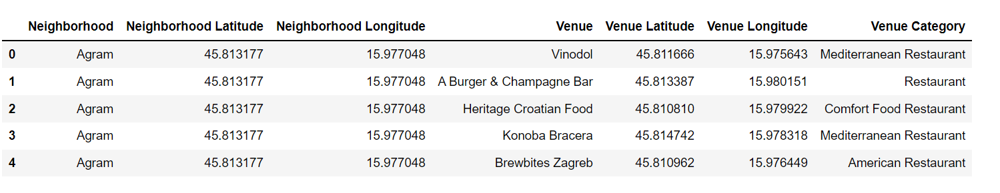 Neighborhood Neighborhood Latitude Neighborhood Longitude Venue Venue Latitude Venue Longitude Venue Category
0 Agram 45.813177 15.977048 Vinodol 45.811666 15.975643 Mediterranean Restaurant
1 Agram 45.813177 15.977048 A Burger & Champagne Bar 45.813387 15.980151 Restaurant
2 Agram 45.813177 15.977048 Heritage Croatian Food 45.810810 15.979922 Comfort Food Restaurant
3 Agram 45.813177 15.977048 Konoba Bracera 45.814742 15.978318 Mediterranean Restaurant
4 Agram 45.813177 15.977048 Brewbites Zagreb 45.810962 15.976449 American Restaurant